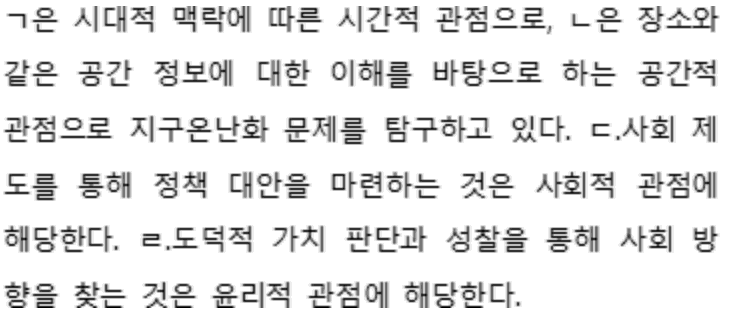 ㄱ은 시대적 맥락에 따른 시간적 관점으로, ㄴ은 장소와
같은 공간 정보에 대한 이해를 바탕으로 하는 공간적
관점으로 지구온난화 문제를 탐구하고 있다. ㄷ.사회 제
도를 통해 정책 대안을 마련하는 것은 사회적 관점에
해당한다. ㄹ.도덕적 가치 판단과 성찰을 통해 사회 방
향을 찾는 것은 윤리적 관점에 해당한다.